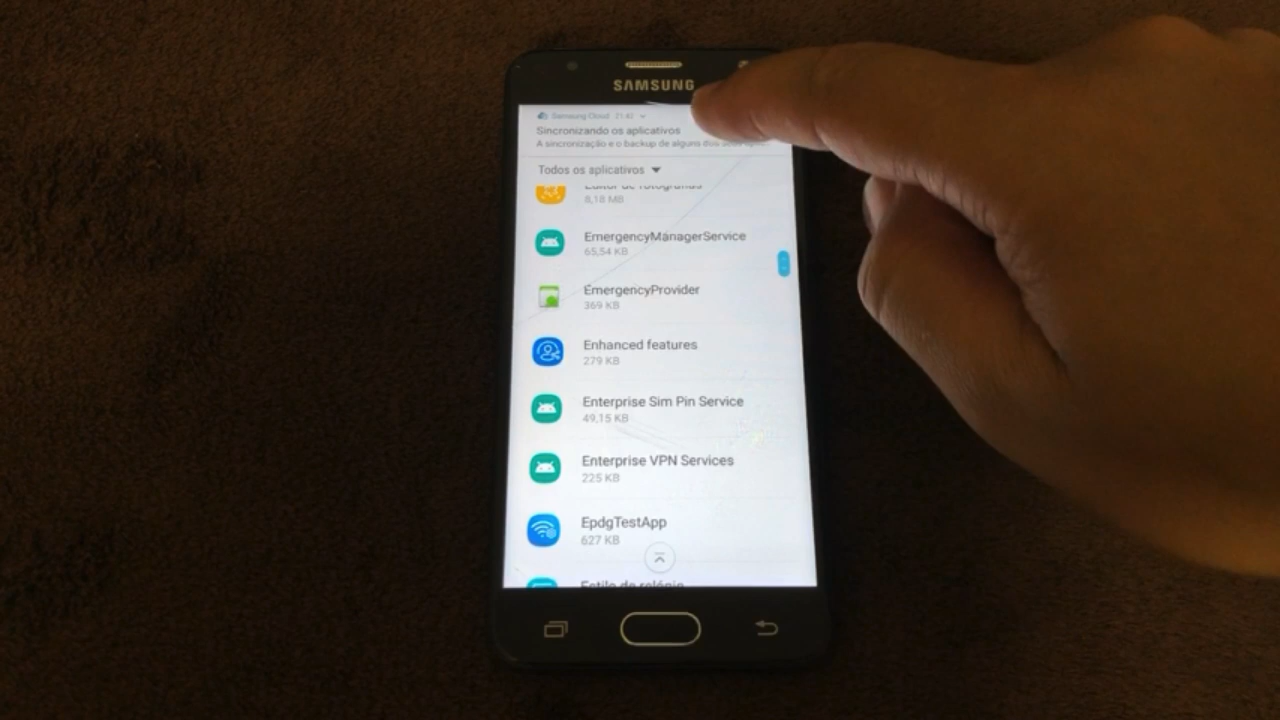 SAMSUNG
Samsung Cloud 21:42
Sincronizando os aplicativos
A sincronização e o backup de alguns dos seus
Todos os aplicativos
Editor de fotografias
8,18 MB
EmergencyManagerService
65,54 KB
EmergencyProvider
369 KB
Enhanced features
279 KB
Enterprise Sim Pin Service
49,15 KB
Enterprise VPN Services
225 KB
EpdgTestApp
627 KB
Estilo do relógio